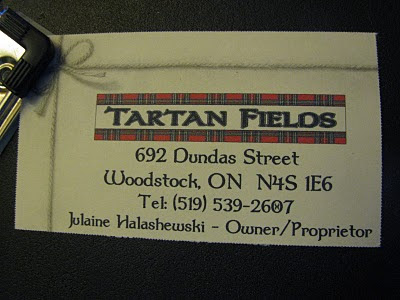 Tartan Fields
692 Dundas Street
Woodstock, ON N4S 1E6
Tel: (519) 539-2607
Julaine Halashewski - Owner/Proprietor